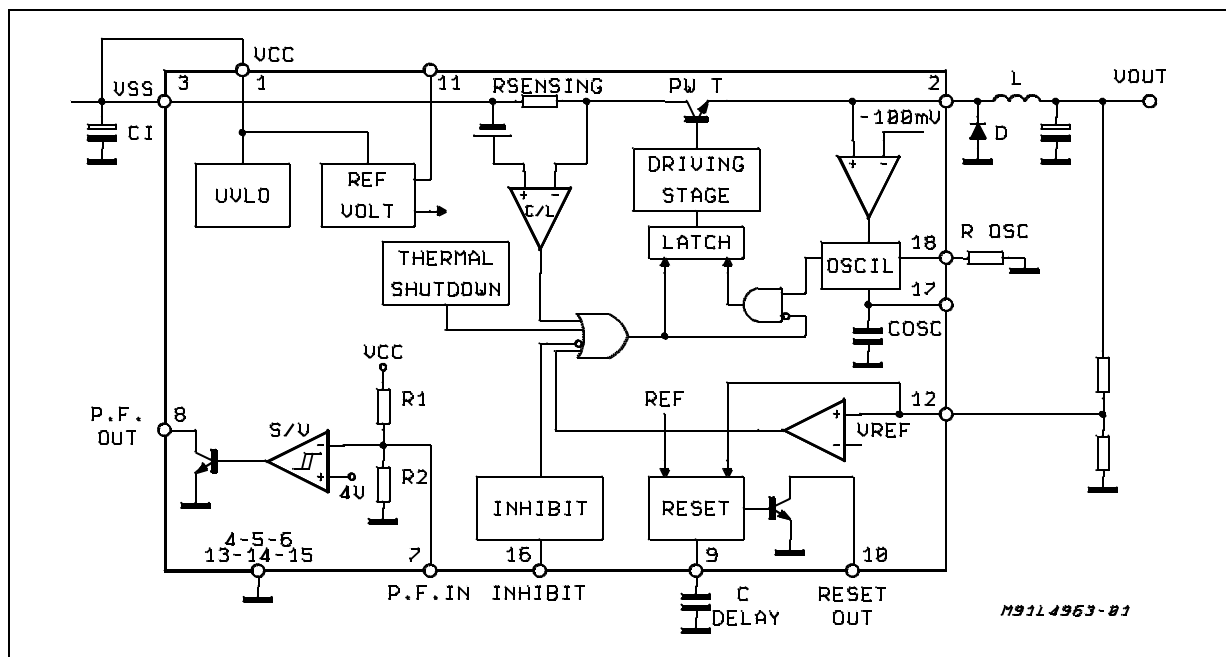 VCC
VSS
3
1
11
RSENSING
PW T
2
L
VOUT
CI
-100mV
D
+
-
UVLO
REF
VOLT
+
-
C/L
DRIVING
STAGE
LATCH
OSCIL
18
R OSC
17
COSC
THERMAL
SHUTDOWN
VCC
R1
P.F.
OUT
8
S/V
-
+
4V
R2
REF
+
-
VREF
12
INHIBIT
RESET
4-5-6
13-14-15
7
16
9
10
P.F.IN
INHIBIT
C
DELAY
RESET
OUT
M91L4963-01